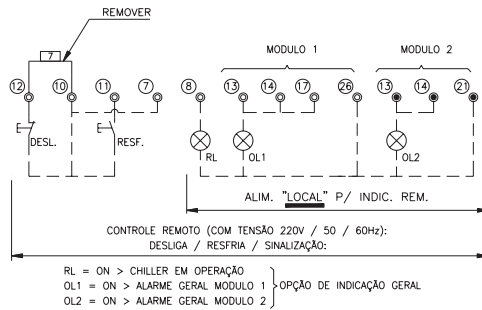 REMOVER
7
MODULO 1
MODULO 2
12
10
11
7
8
13
14
17
26
13
14
21
DESL.
RESF.
RL
OL1
OL2
ALIM. "LOCAL" P/ INDIC. REM.
CONTROLE REMOTO (COM TENSÃO 220V / 50 / 60Hz):
DESLIGA / RESFRIA / SINALIZAÇÃO:
RL = ON > CHILLER EM OPERAÇÃO
OL1 = ON > ALARME GERAL MODULO 1
OPÇÃO DE INDICAÇÃO GERAL
OL2 = ON > ALARME GERAL MODULO 2